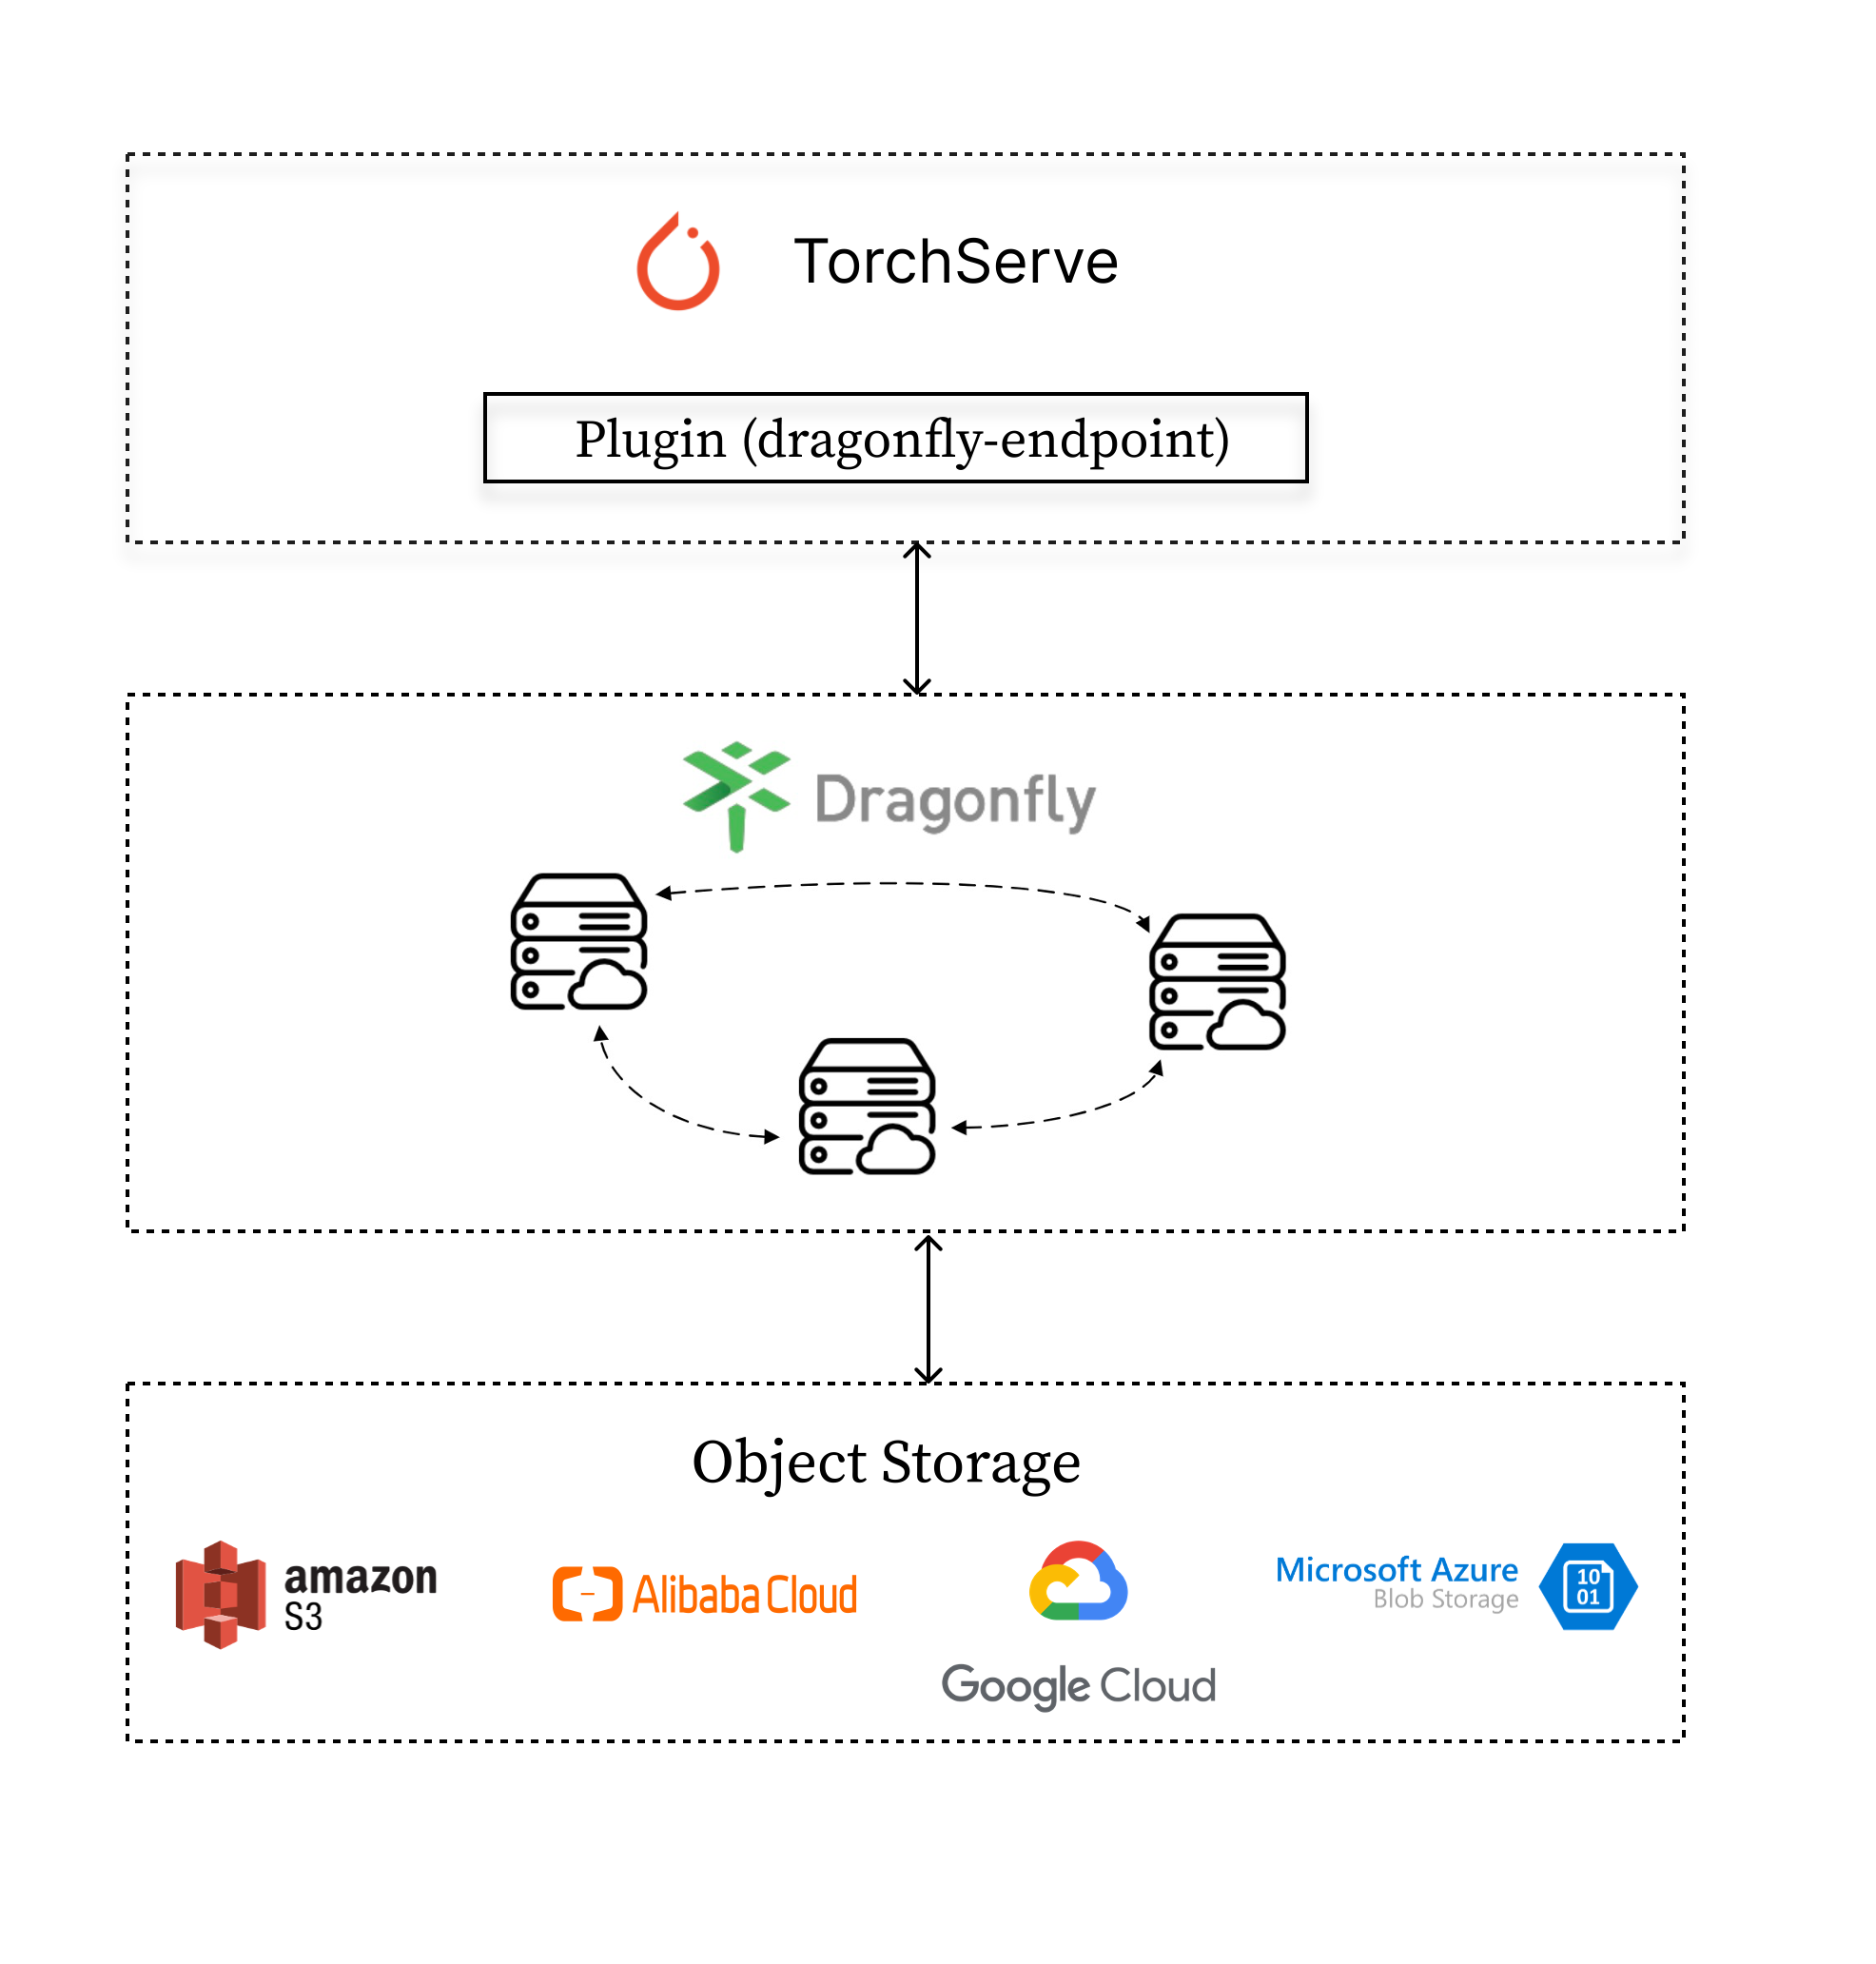 TorchServe
Plugin (dragonfly-endpoint)
Dragonfly
Object Storage
amazon
S3
Alibaba Cloud
Google Cloud
Microsoft Azure
Blob Storage
10
01